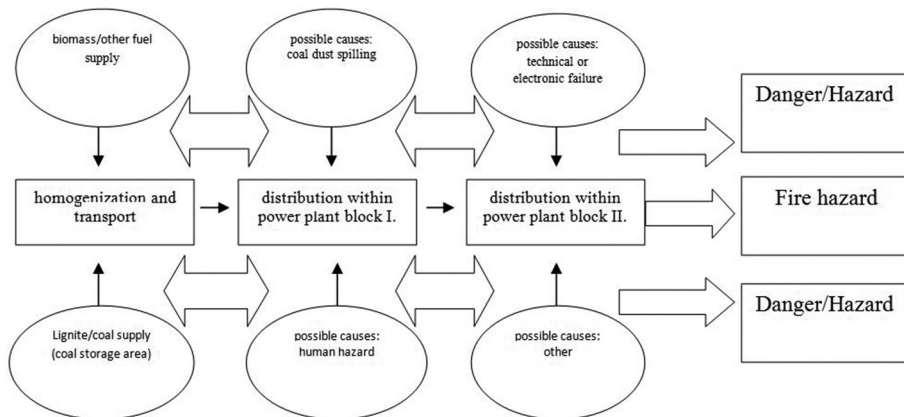 biomass/other fuel
supply
possible causes:
coal dust spilling
possible causes:
technical or
electronic failure
Danger/Hazard
homogenization and
transport
distribution within
power plant block I.
distribution within
power plant block II.
Fire hazard
Lignite/coal supply
(coal storage area)
possible causes:
human hazard
possible causes:
other
Danger/Hazard